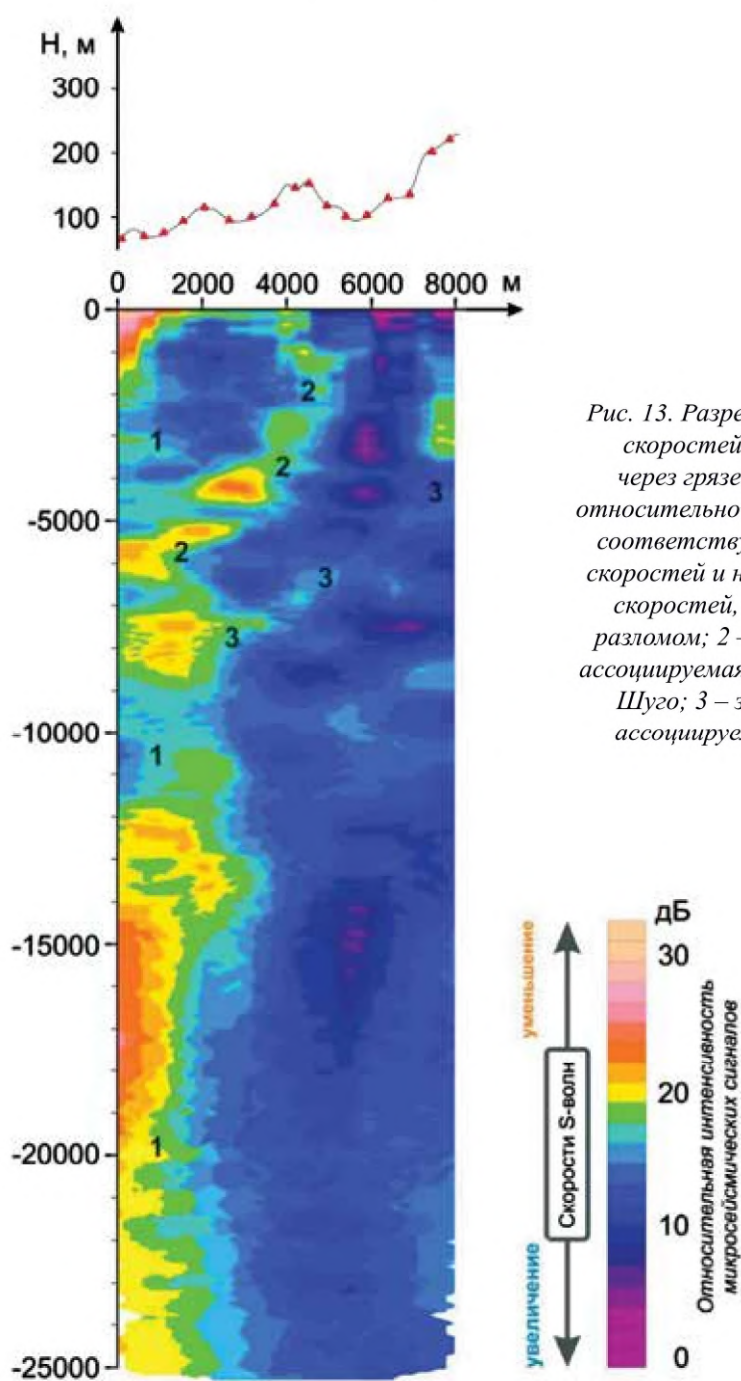 Н, м
300
200
100
0 2000 4000 6000 8000 м
0
-5000
-10000
-15000
-20000
-25000
2
1
2
3
2
3
3
1
1
Рис. 13. Разре
скоростей
через грязе
относительно
соответству
скоростей и н
скоростей,
разломом; 2 –
ассоциируемая
Шуго; 3 – з
ассоциируе
дБ
30
20
10
0
уменьшение
Скорости S-волн
увеличение
Относительная интенсивность
микросейсмических сигналов